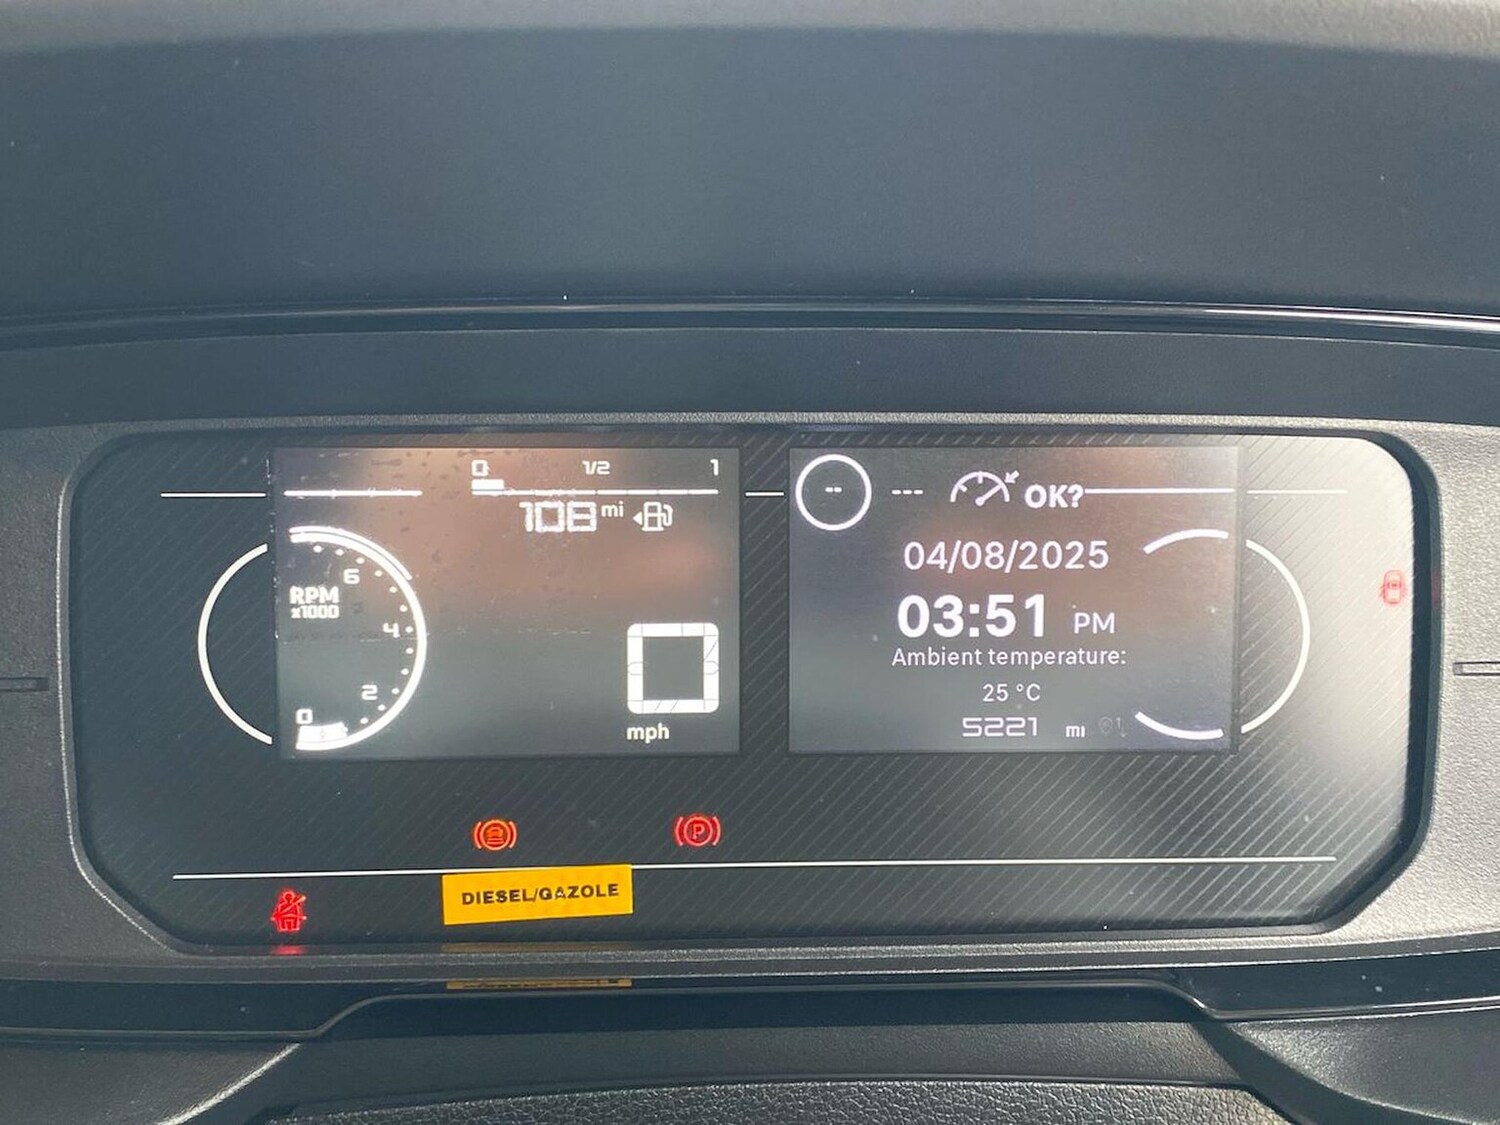 0 1/2 1
108 mi
6
RPM
x1000
4
2
0
0
mph
-- --- OK?
04/08/2025
03:51 PM
Ambient temperature:
25 °C
5221 mi
P
DIESEL/GAZOLE